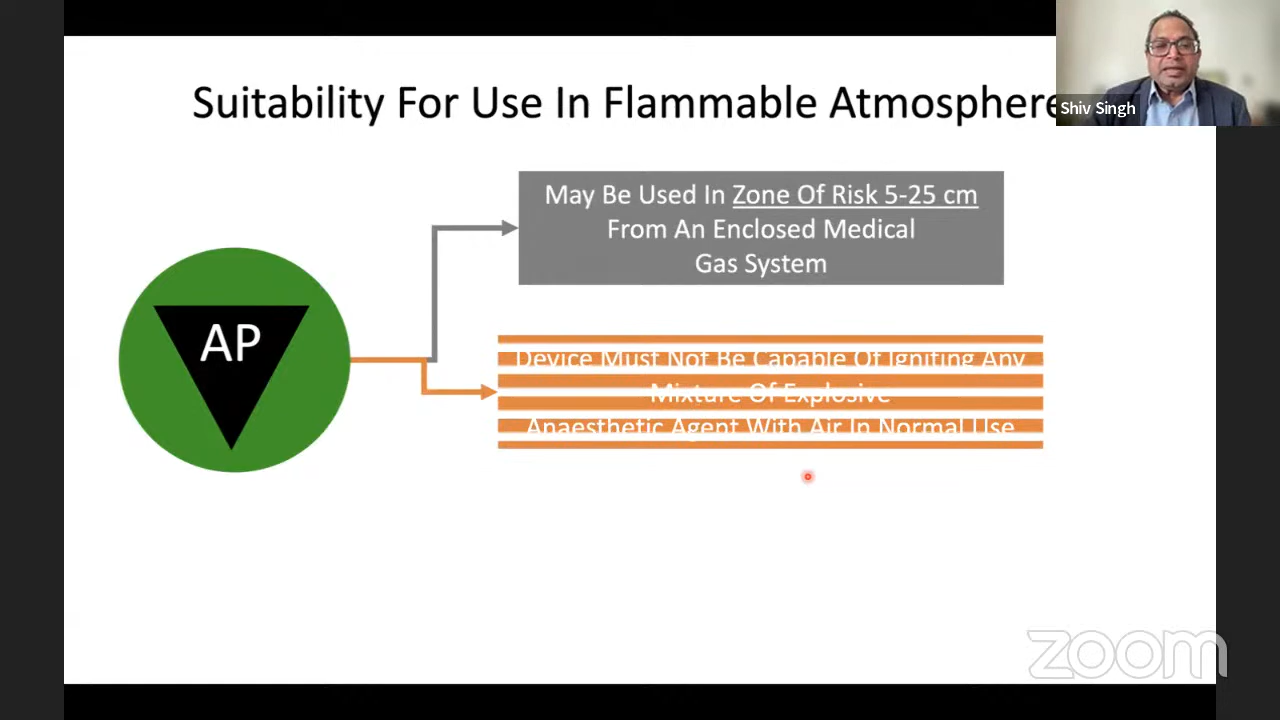 Suitability For Use In Flammable Atmosphere
Shiv Singh
May Be Used In Zone Of Risk 5-25 cm
From An Enclosed Medical
Gas System
AP
Device Must Not Be Capable Of Igniting Any
Mixture Of Explosive
Anaesthetic Agent With Air In Normal Use
zoom